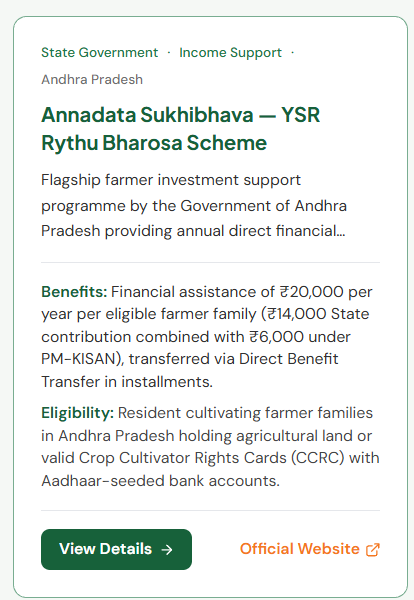 State Government · Income Support ·
Andhra Pradesh
Annadata Sukhibhava — YSR
Rythu Bharosa Scheme
Flagship farmer investment support
programme by the Government of Andhra
Pradesh providing annual direct financial...
Benefits: Financial assistance of ₹20,000 per
year per eligible farmer family (₹14,000 State
contribution combined with ₹6,000 under
PM-KISAN), transferred via Direct Benefit
Transfer in installments.
Eligibility: Resident cultivating farmer families
in Andhra Pradesh holding agricultural land or
valid Crop Cultivator Rights Cards (CCRC) with
Aadhaar-seeded bank accounts.
View Details → Official Website